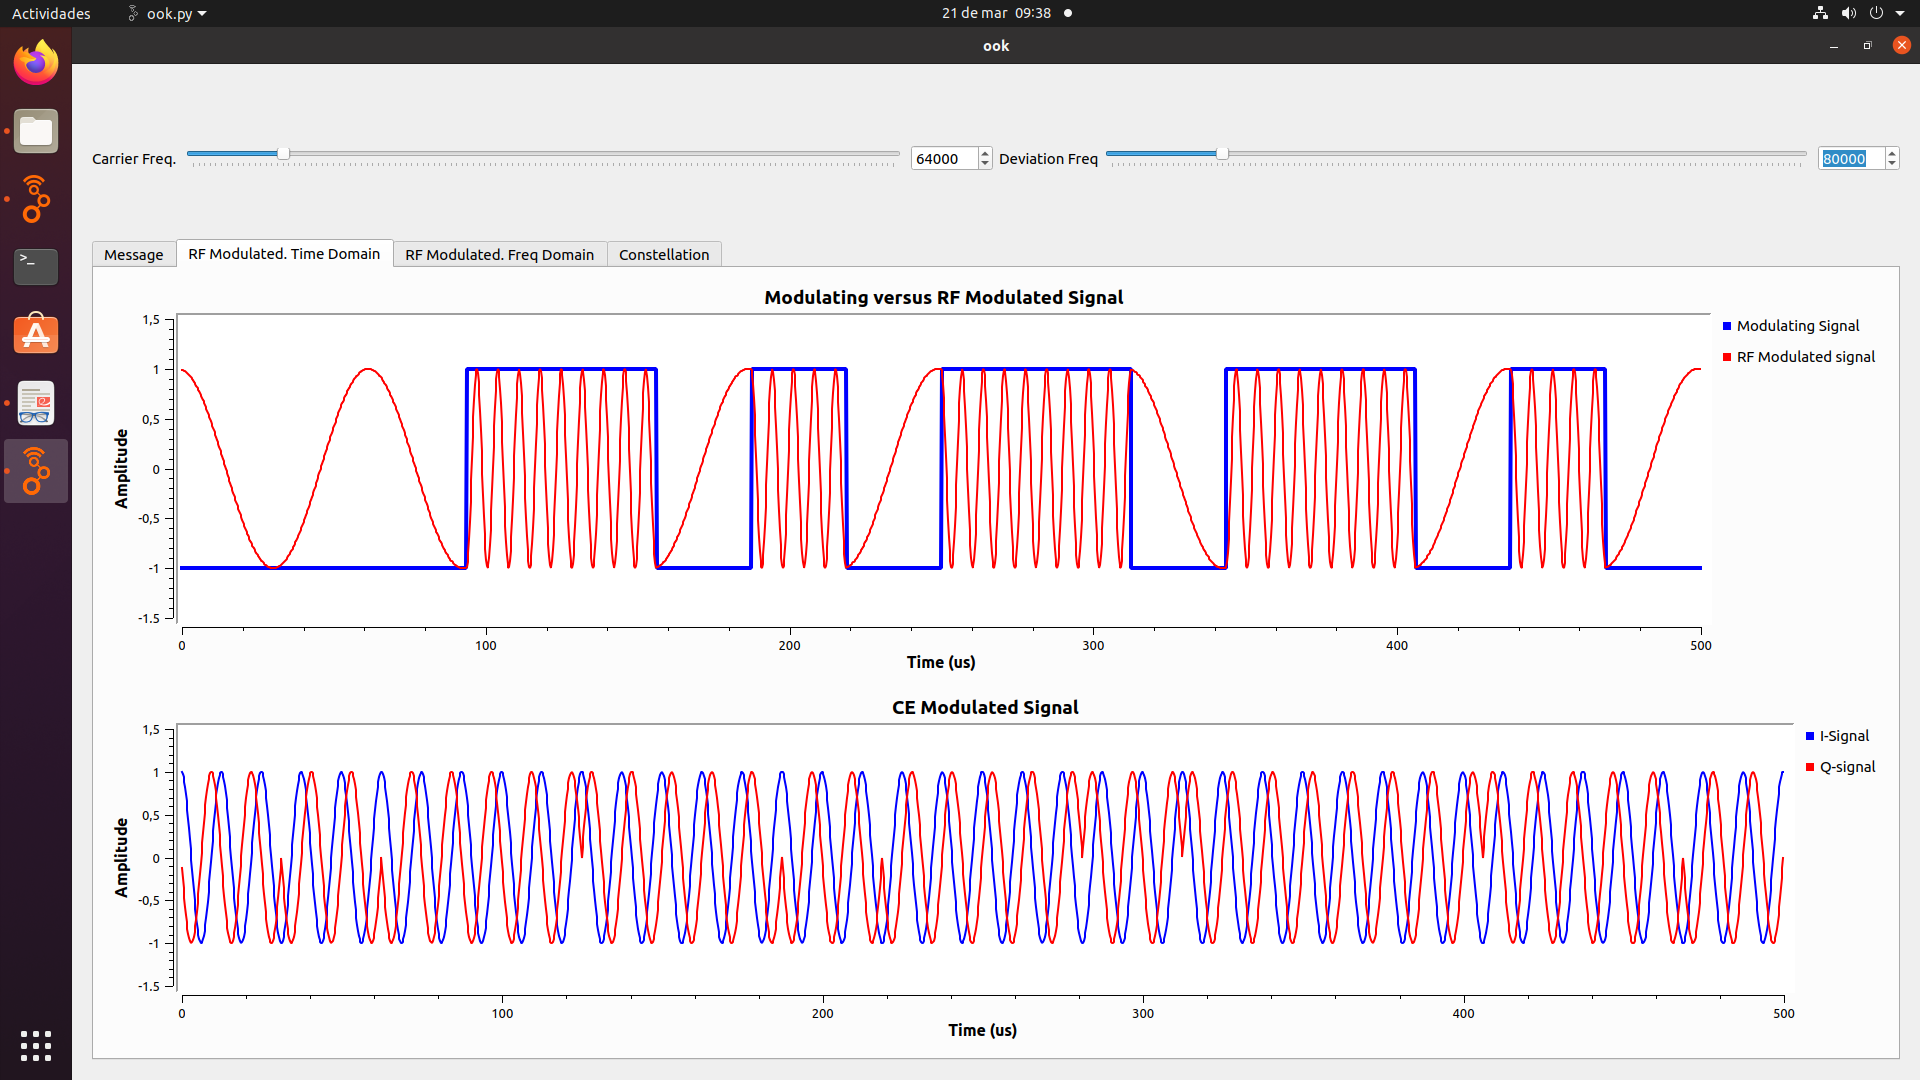 Actividades ook.py 21 de mar 09:38
ook
Carrier Freq. 64000 Deviation Freq 80000
Message RF Modulated. Time Domain RF Modulated. Freq Domain Constellation
Modulating versus RF Modulated Signal
1,5
1
0,5
0
-0,5
-1
-1.5
Amplitude
0 100 200 300 400 500
Time (us)
Modulating Signal
RF Modulated signal
CE Modulated Signal
1,5
1
0,5
0
-0,5
-1
-1.5
Amplitude
0 100 200 300 400 500
Time (us)
I-Signal
Q-signal